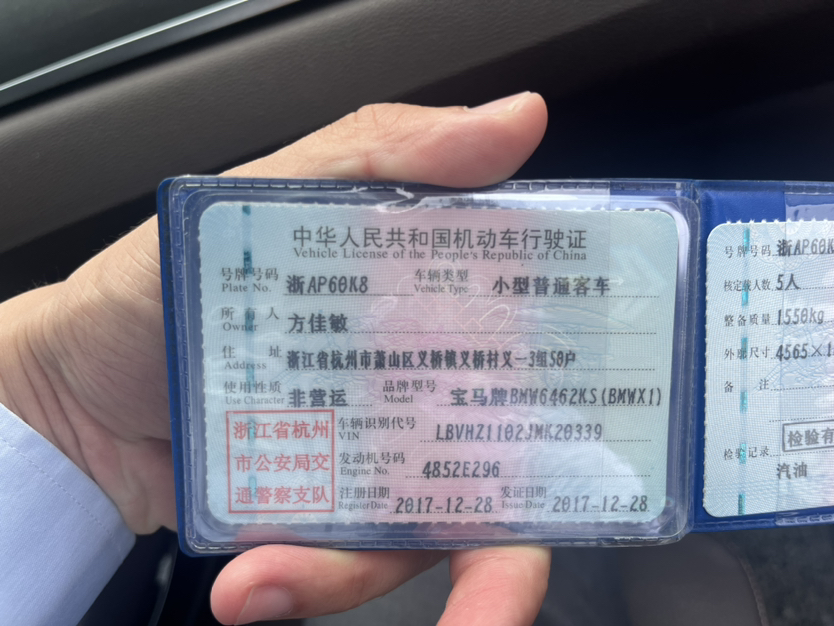 中华人民共和国机动车行驶证
Vehicle License of the People's Republic of China
号牌号码 浙AP60K8 车辆类型 小型普通客车
Plate No. Vehicle Type
所有人 方佳敏
Owner
住址 浙江省杭州市萧山区义桥镇义桥村义一3组50户
Address
使用性质 非营运 品牌型号 宝马牌BMW6462KS(BMWX1)
Use Character Model
浙江省杭州
市公安局交
通警察支队
车辆识别代号 LBVHZ1102JMK20339
VIN
发动机号码 4852E296
Engine No.
注册日期 2017-12-28 发证日期 2017-12-28
Register Date Issue Date
号牌号码 浙AP60K
核定载人数 5人
整备质量 1550kg
外廓尺寸 4565×1
备注
检验记录
检验有
汽油